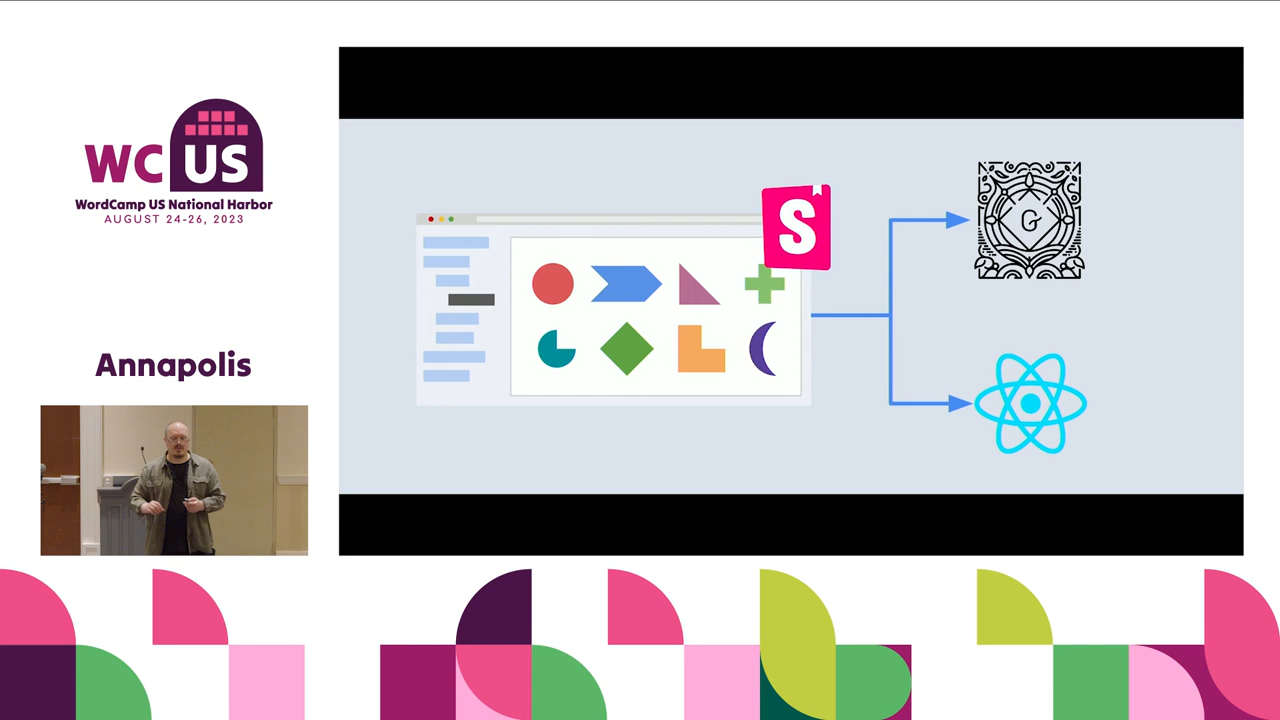 WC US
WordCamp US National Harbor
AUGUST 24-26, 2023
Annapolis
S
G